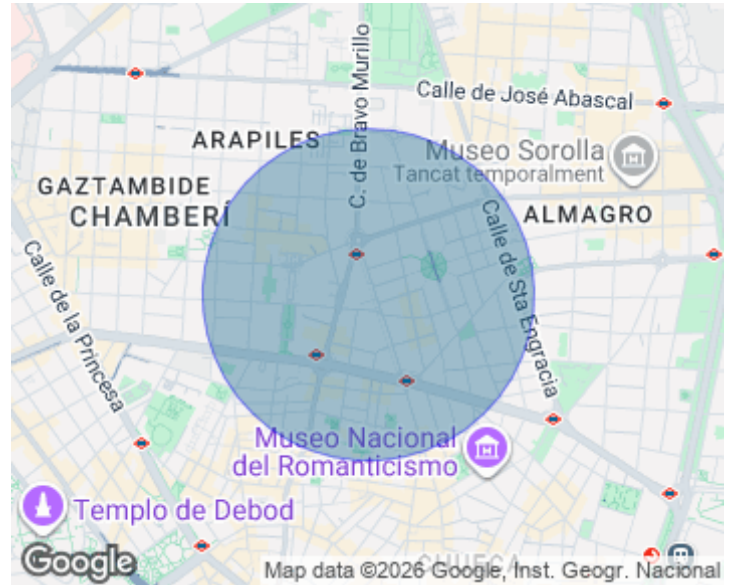 C. de Bravo Murillo
Calle de José Abascal
ARAPILES
Museo Sorolla
Tancat temporalment
GAZTAMBIDE
CHAMBERÍ
ALMAGRO
Calle de Sta Engracia
Calle de la Princesa
Museo Nacional
del Romanticismo
Templo de Debod
CHUECA
Google
Map data ©2026 Google, Inst. Geogr. Nacional